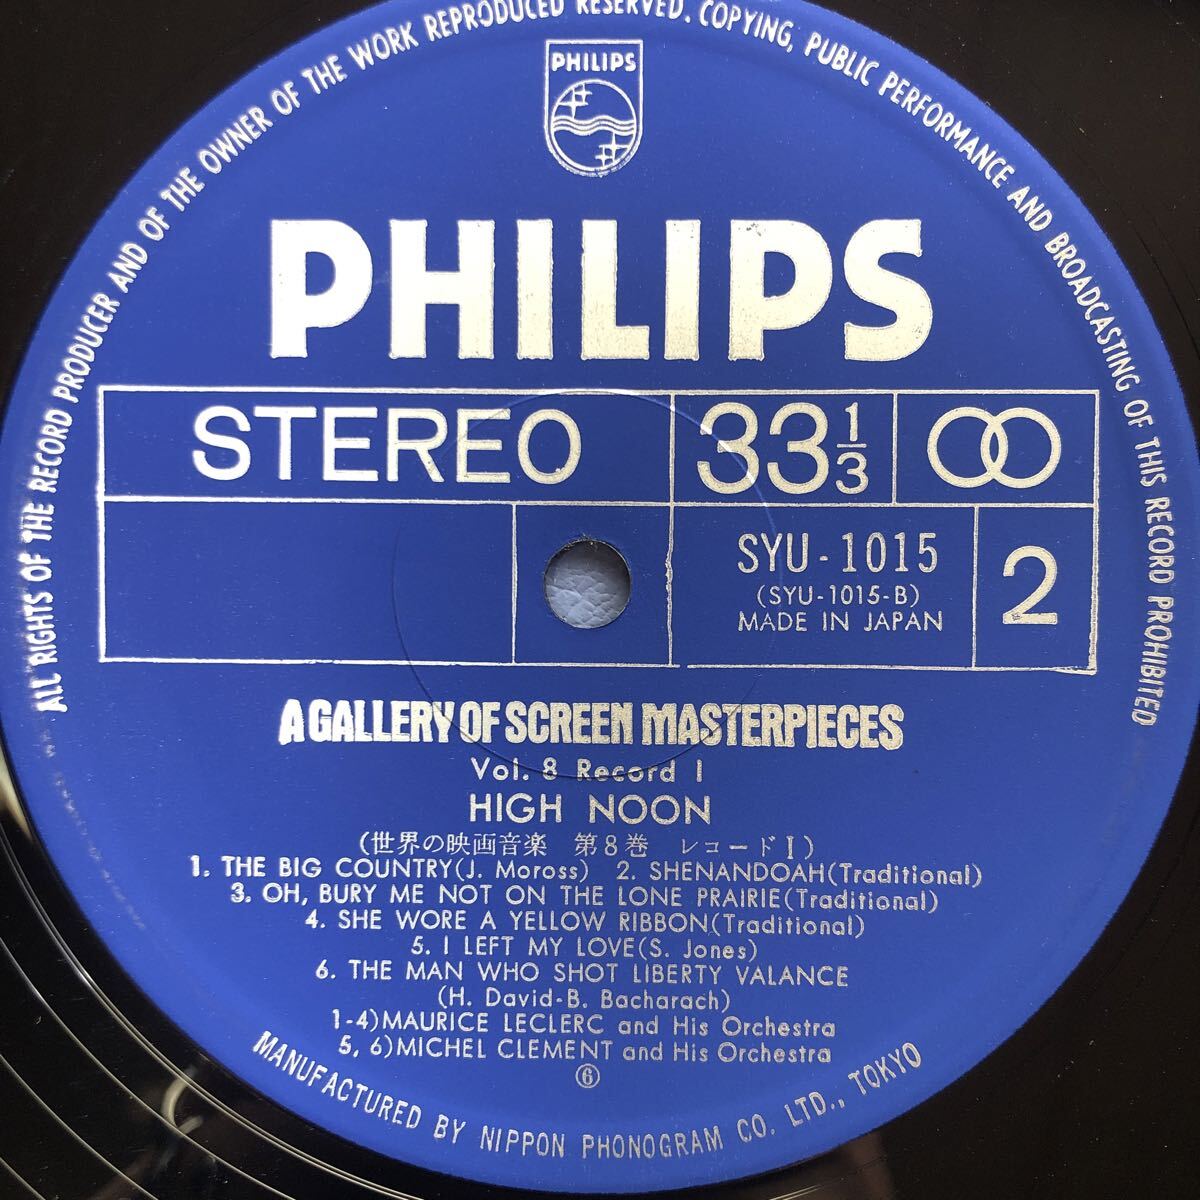 ALL RIGHTS OF THE RECORD PRODUCER AND OF THE OWNER OF THE WORK REPRODUCED RESERVED. COPYING, PUBLIC PERFORMANCE AND BROADCASTING OF THIS RECORD PROHIBITED
PHILIPS
PHILIPS
STEREO
33 1/3
SYU-1015
(SYU-1015-B)
MADE IN JAPAN
2
A GALLERY OF SCREEN MASTERPIECES
Vol. 8 Record I
HIGH NOON
(世界の映画音楽 第8巻 レコードI)
1. THE BIG COUNTRY(J. Moross) 2. SHENANDOAH(Traditional)
3. OH, BURY ME NOT ON THE LONE PRAIRIE(Traditional)
4. SHE WORE A YELLOW RIBBON(Traditional)
5. I LEFT MY LOVE(S. Jones)
6. THE MAN WHO SHOT LIBERTY VALANCE
(H. David-B. Bacharach)
1-4)MAURICE LECLERC and His Orchestra
5, 6)MICHEL CLEMENT and His Orchestra
⑥
MANUFACTURED BY NIPPON PHONOGRAM CO. LTD., TOKYO